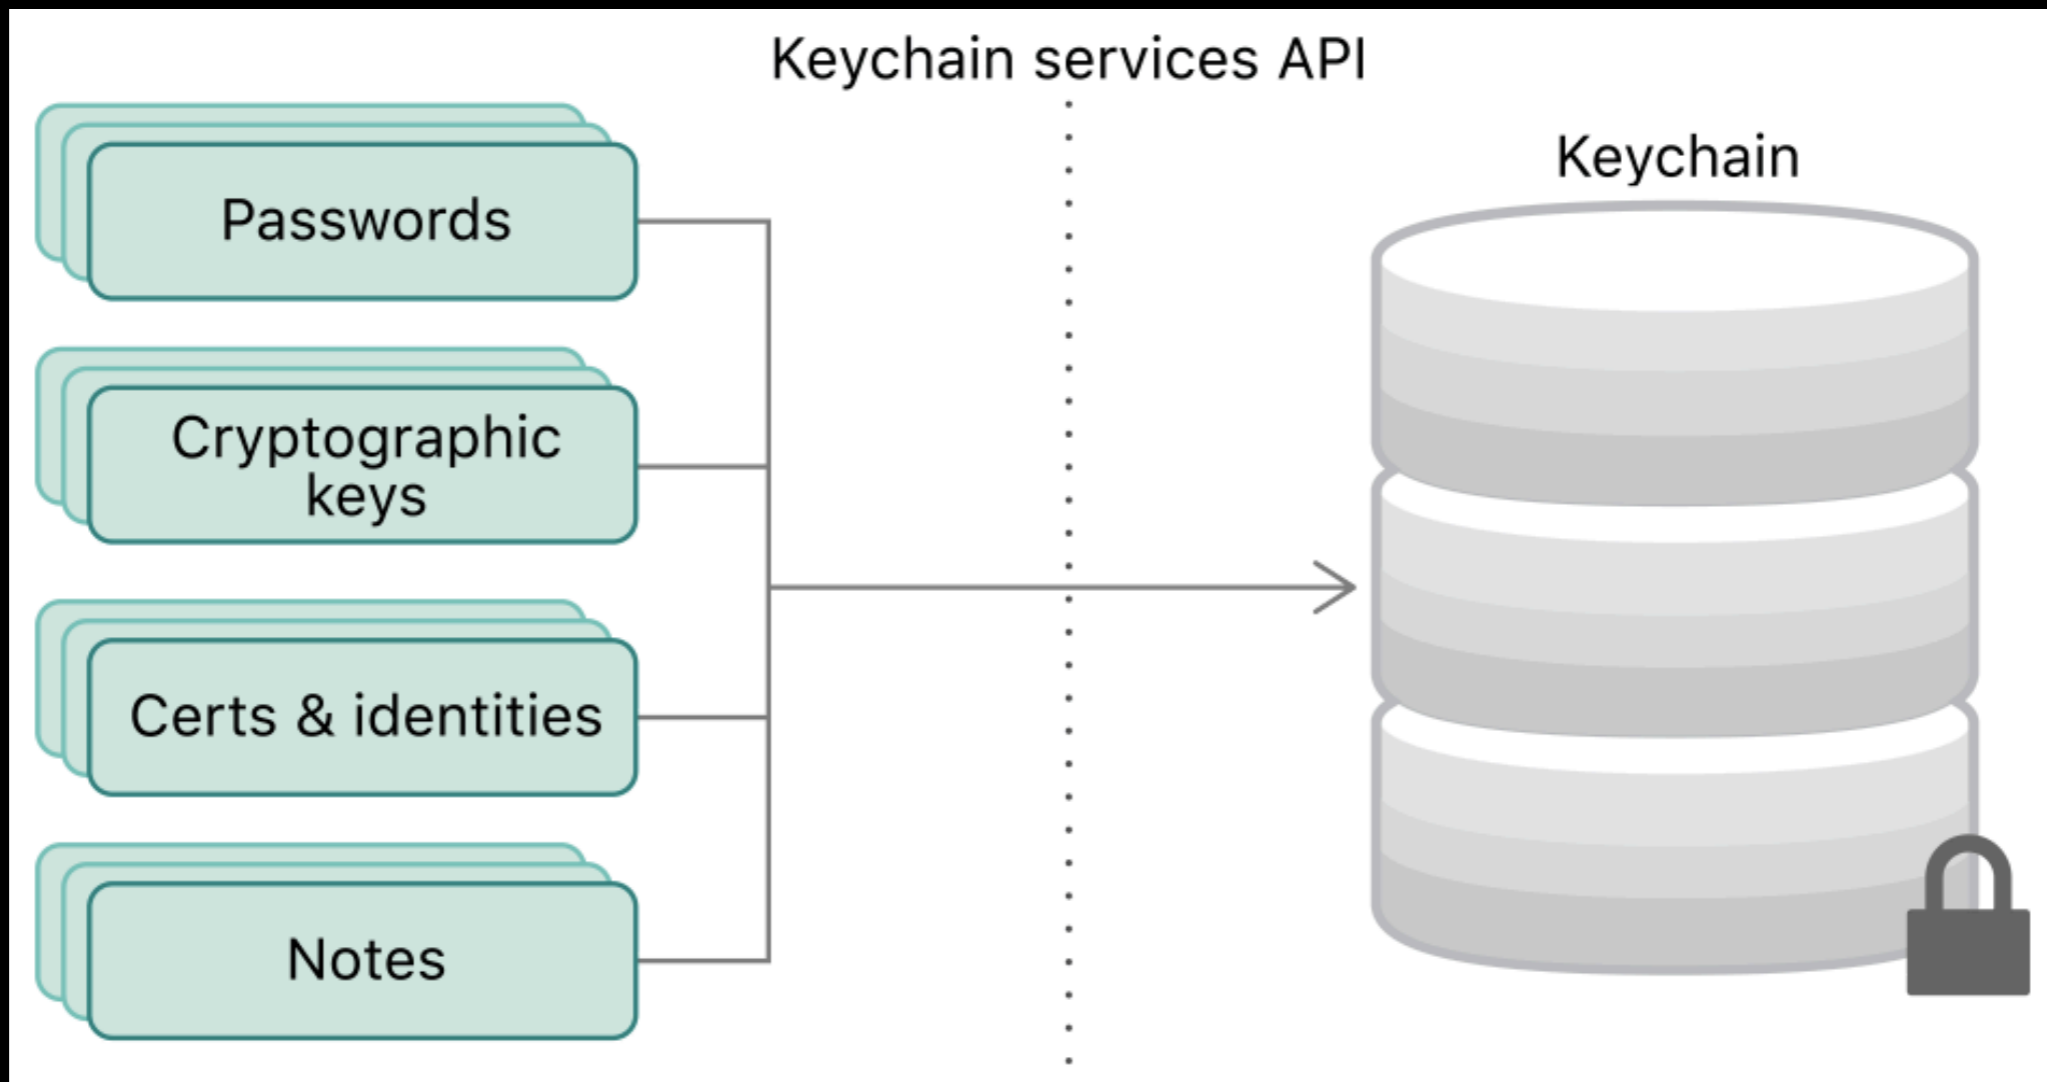 Keychain services API
Keychain
Passwords
Cryptographic
keys
Certs & identities
Notes